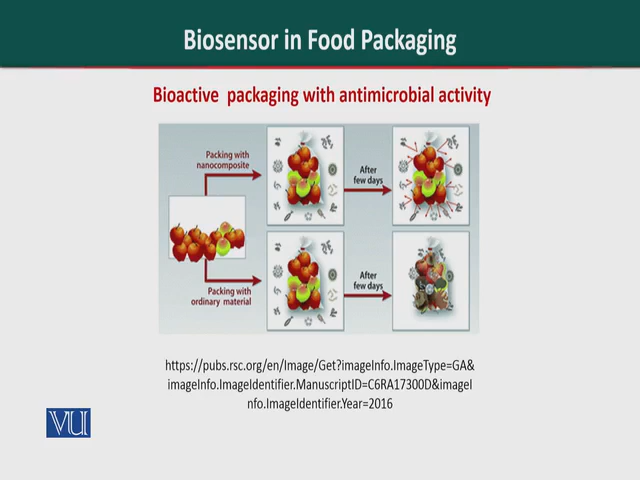 Biosensor in Food Packaging
Bioactive packaging with antimicrobial activity
Packing with
nanocomposite
After
few days
Packing with
ordinary material
After
few days
https://pubs.rsc.org/en/Image/Get?imageInfo.ImageType=GA&
imageInfo.ImageIdentifier.ManuscriptID=C6RA17300D&imageI
nfo.ImageIdentifier.Year=2016
VU